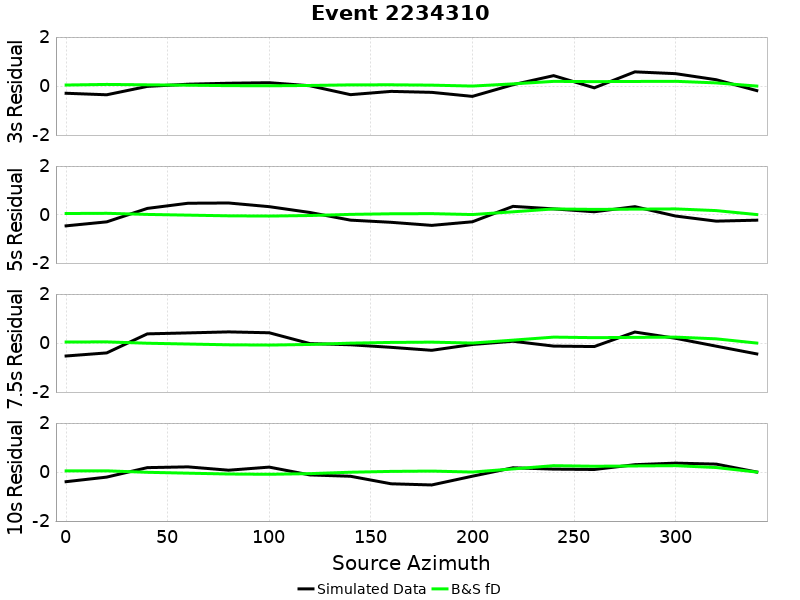 Event 2234310
3s Residual
2
0
-2
5s Residual
2
0
-2
7.5s Residual
2
0
-2
10s Residual
2
0
-2
0 50 100 150 200 250 300
Source Azimuth
Simulated Data B&S fD